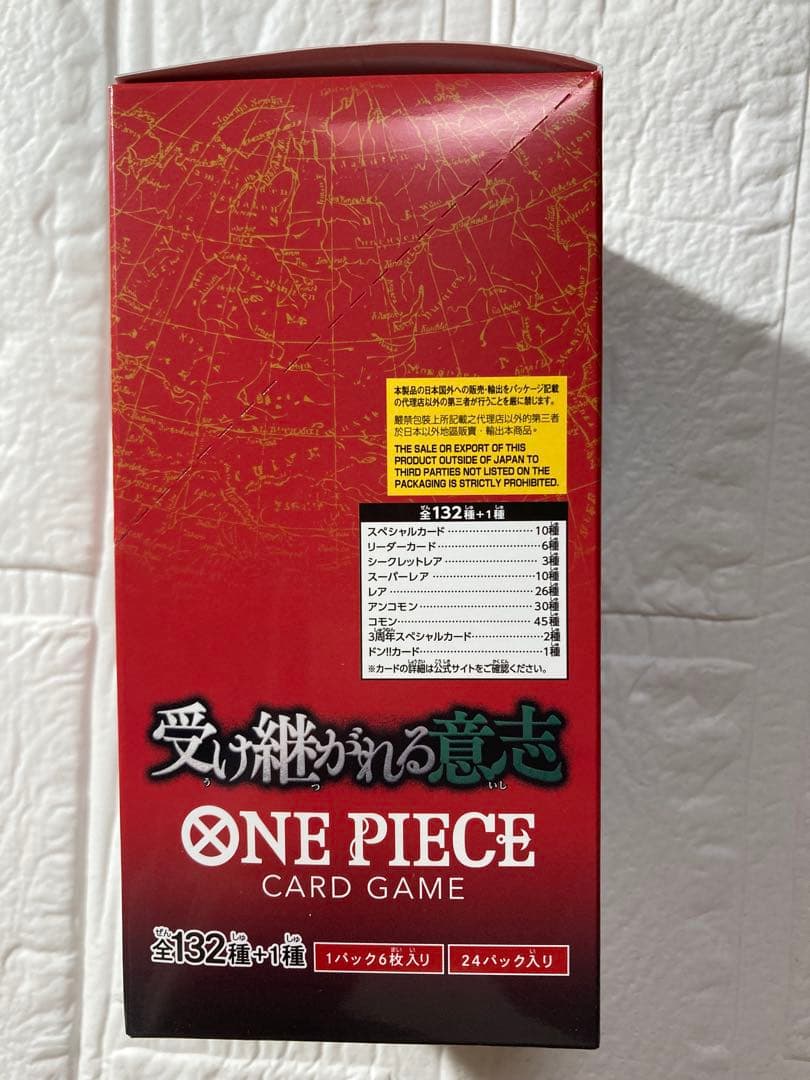 本製品の日本国外への販売・輸出をパッケージ記載
の代理店以外の第三者が行うことを厳に禁じます。
嚴禁包裝上所記載之代理店以外的第三者
於日本以外地區販賣・輸出本商品。
THE SALE OR EXPORT OF THIS
PRODUCT OUTSIDE OF JAPAN TO
THIRD PARTIES NOT LISTED ON THE
PACKAGING IS STRICTLY PROHIBITED.
全132種+1種
スペシャルカード………………………10種
リーダーカード…………………………6種
シークレットレア………………………3種
スーパーレア……………………………10種
レア………………………………………26種
アンコモン………………………………30種
コモン……………………………………45種
3周年スペシャルカード…………………2種
ドン!!カード……………………………1種
※カードの詳細は公式サイトをご確認ください。
受け継がれる意志
ONE PIECE
CARD GAME
全132種+1種 1パック6枚入り 24パック入り